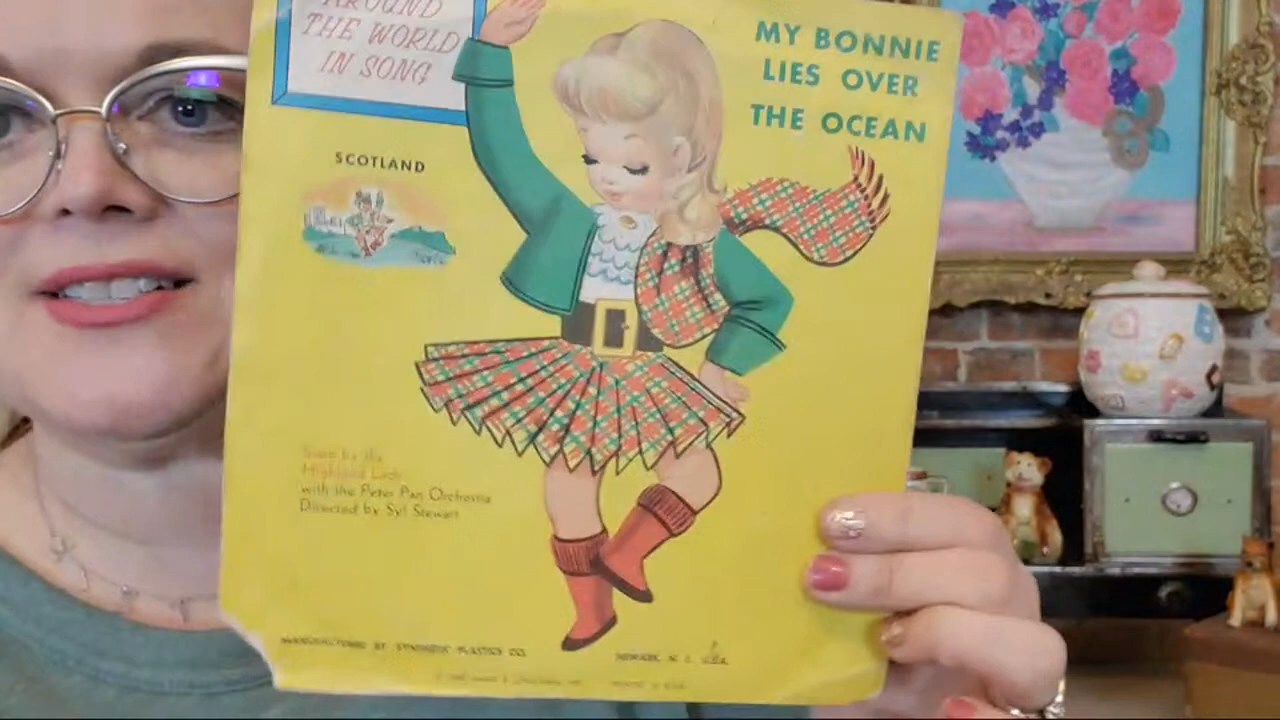 AROUND
THE WORLD
IN SONG
MY BONNIE
LIES OVER
THE OCEAN
SCOTLAND
Sung by the
Highland Lads
with the Peter Pan Orchestra
Directed by Syl Stewart
MANUFACTURED BY SYNTHETIC PLASTICS CO.
NEWARK, N. J.